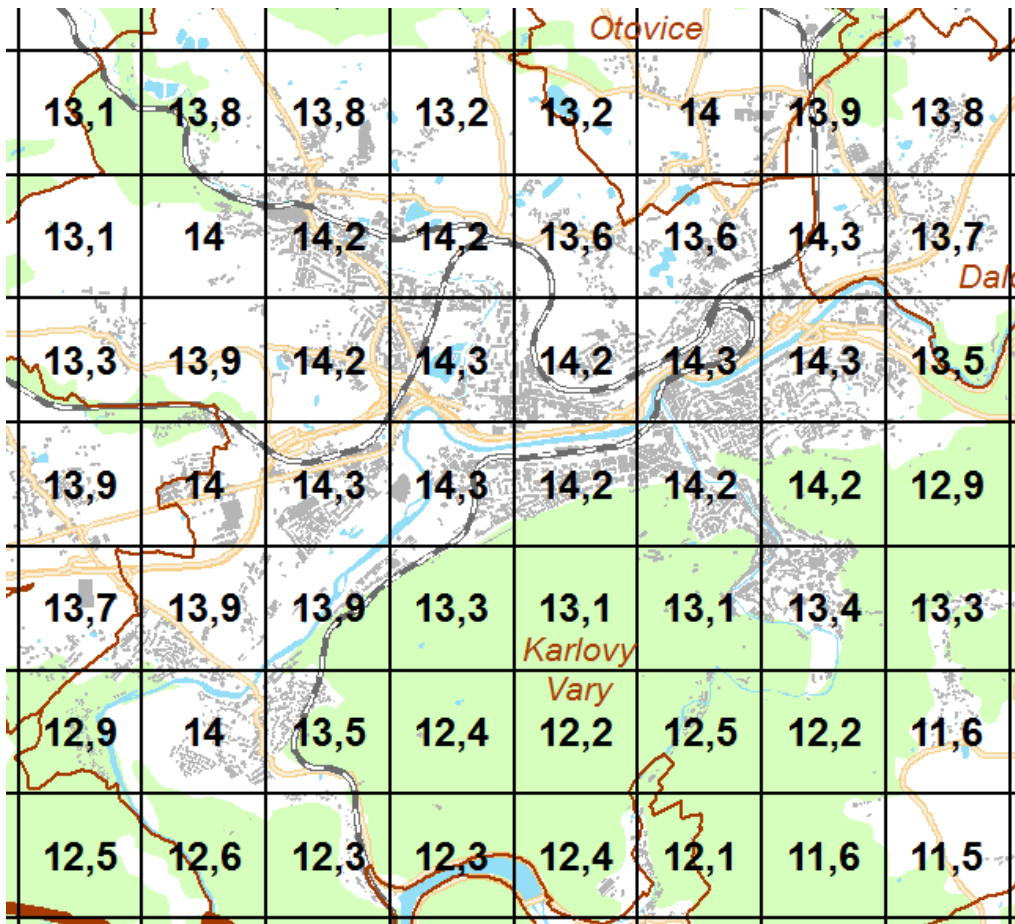 Otovice
13,1 13,8 13,8 13,2 13,2 14 13,9 13,8
13,1 14 14,2 14,2 13,6 13,6 14,3 13,7
Dalo
13,3 13,9 14,2 14,3 14,2 14,3 14,3 13,5
13,9 14 14,3 14,3 14,2 14,2 14,2 12,9
13,7 13,9 13,9 13,3 13,1 13,1 13,4 13,3
Karlovy
Vary
12,9 14 13,5 12,4 12,2 12,5 12,2 11,6
12,5 12,6 12,3 12,3 12,4 12,1 11,6 11,5